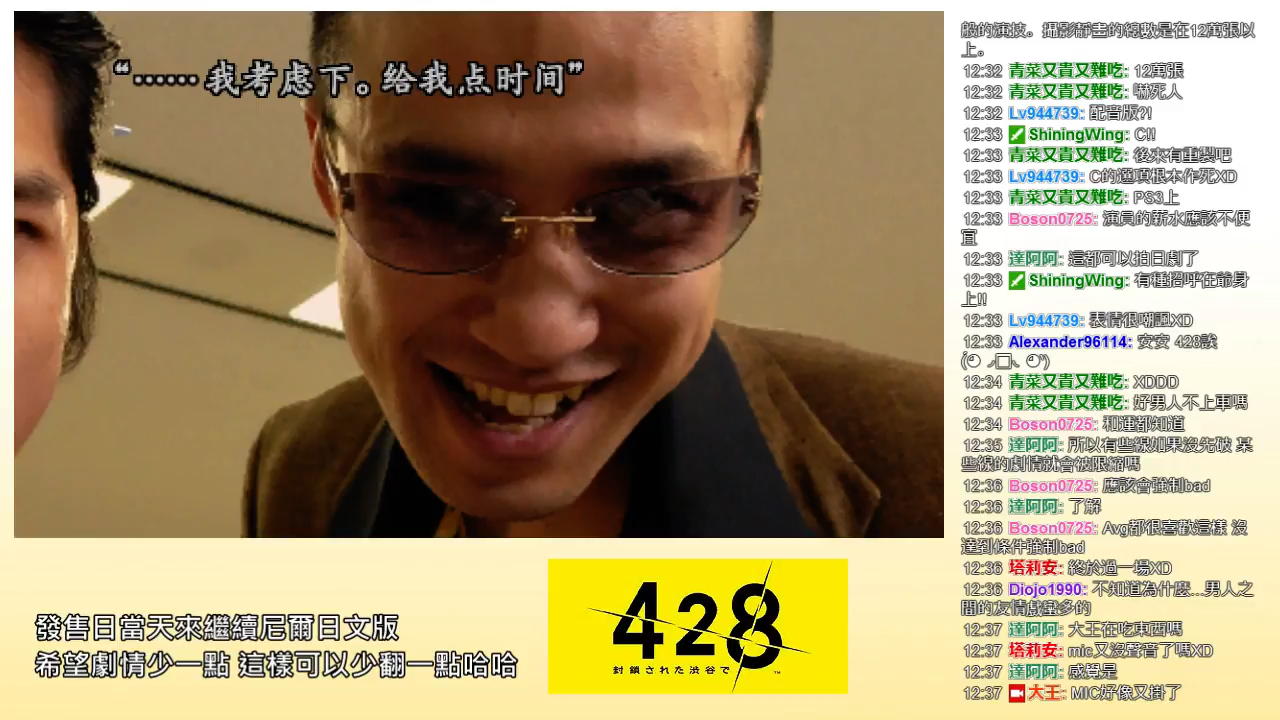 “……我考虑下。给我点时间”
般的演技。攝影靜畫的總數是在12萬張以
上。
12:32 青菜又貴又難吃: 12萬張
12:32 青菜又貴又難吃: 嚇死人
12:32 Lv944739: 配音版?!
12:33 ShiningWing: C!!
12:33 青菜又貴又難吃: 後來有重製吧
12:33 Lv944739: C的選項根本作死XD
12:33 青菜又貴又難吃: PS3上
12:33 Boson0725: 演員的薪水應該不便
宜
12:33 達阿阿: 這都可以拍日劇了
12:33 ShiningWing: 有種招呼在爺身
上!!
12:33 Lv944739: 表情很嘲諷XD
12:33 Alexander96114: 安安 428誒
12:34 青菜又貴又難吃: XDDD
12:34 青菜又貴又難吃: 好男人不上車嗎
12:34 Boson0725: 和運都知道
12:35 達阿阿: 所以有些線如果沒先破 某
些線的劇情就會被限縮嗎
12:36 Boson0725: 應該會強制bad
12:36 達阿阿: 了解
12:36 Boson0725: Avg都很喜歡這樣 沒
達到條件強制bad
12:36 塔莉安: 終於過一場XD
12:36 Diojo1990: 不知道為什麼...男人之
間的友情戲蠻多的
12:37 達阿阿: 大王在吃東西嗎
12:37 塔莉安: mic又沒聲音了嗎XD
12:37 達阿阿: 感覺是
12:37 大王: MIC好像又掛了
發售日當天來繼續尼爾日文版
希望劇情少一點 這樣可以少翻一點哈哈
428
封鎖された渋谷で